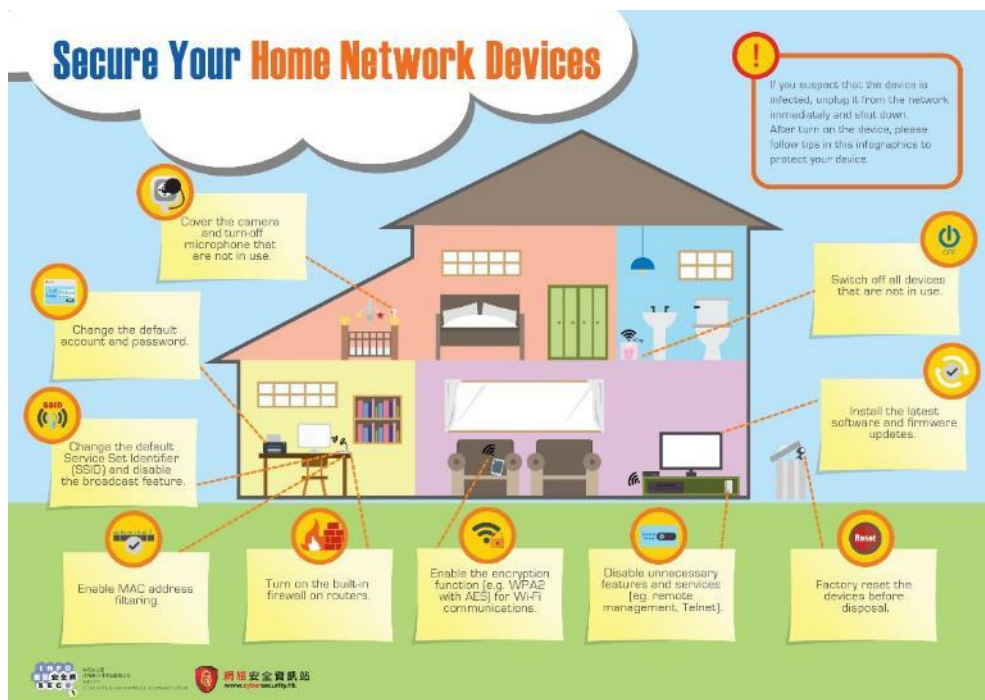 Secure Your Home Network Devices
!
If you suspect that the device is
infected, unplug it from the network
immediately and shut down.
After turn on the device, please
follow tips in this infographics to
protect your device.
Cover the camera
and turn-off
microphone that
are not in use.
OFF
Switch off all devices
that are not in use.
Change the default
account and password.
SSID
Change the default
Service Set Identifier
(SSID) and disable
the broadcast feature.
Install the latest
software and firmware
updates.
Enable MAC address
filtering.
Turn on the built-in
firewall on routers.
Enable the encryption
function (e.g. WPA2
with AES) for Wi-Fi
communications.
Disable unnecessary
features and services
(eg. remote
management, Telnet).
Reset
Factory reset the
devices before
disposal.
INFO
SECU
網絡安全資訊站
www.cybersecurity.hk